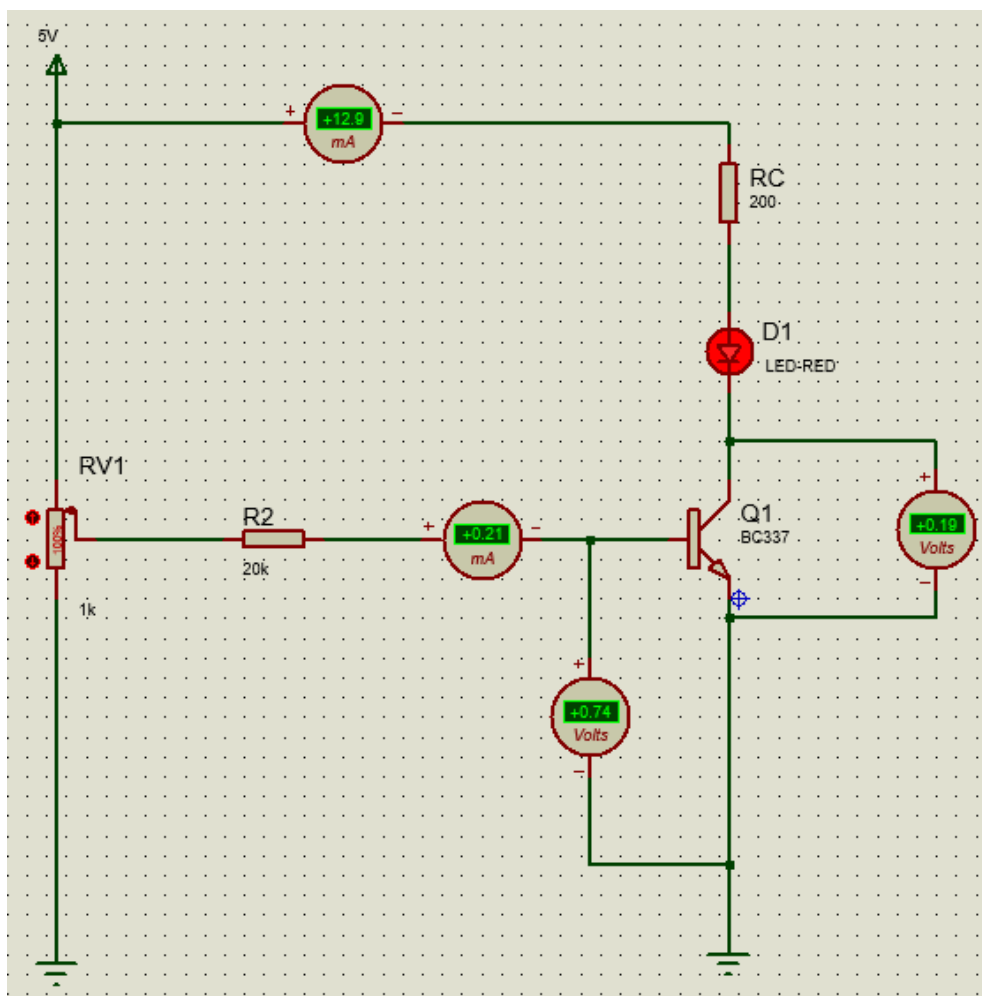 5V
+
+12.9
mA
−
RC
200
D1
LED-RED
RV1
100%
1k
R2
20k
+
+0.21
mA
−
Q1
BC337
+
+0.19
Volts
−
+
+0.74
Volts
−